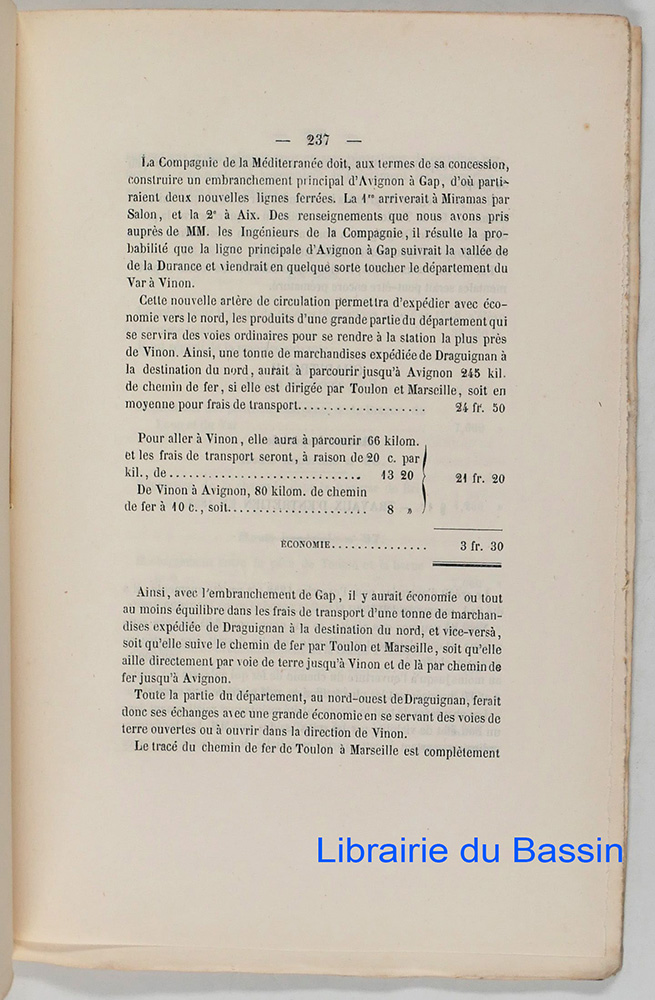 — 237 —
La Compagnie de la Méditerranée doit, aux termes de sa concession,
construire un embranchement principal d'Avignon à Gap, d'où parti-
raient deux nouvelles lignes ferrées. La 1re arriverait à Miramas par
Salon, et la 2e à Aix. Des renseignements que nous avons pris
auprès de MM. les Ingénieurs de la Compagnie, il résulte la pro-
babilité que la ligne principale d'Avignon à Gap suivrait la vallée de
de la Durance et viendrait en quelque sorte toucher le département du
Var à Vinon.
Cette nouvelle artère de circulation permettra d'expédier avec éco-
nomie vers le nord, les produits d'une grande partie du département qui
se servira des voies ordinaires pour se rendre à la station la plus près
de Vinon. Ainsi, une tonne de marchandises expédiée de Draguignan à
la destination du nord, aurait à parcourir jusqu'à Avignon 245 kil.
de chemin de fer, si elle est dirigée par Toulon et Marseille, soit en
moyenne pour frais de transport.................... 24 fr. 50
Pour aller à Vinon, elle aura à parcourir 66 kilom.
et les frais de transport seront, à raison de 20 c. par
kil., de............................. 13 20 } 21 fr. 20
De Vinon à Avignon, 80 kilom. de chemin
de fer à 10 c., soit...................... 8 »
ÉCONOMIE............... 3 fr. 30
Ainsi, avec l'embranchement de Gap, il y aurait économie ou tout
au moins équilibre dans les frais de transport d'une tonne de marchan-
dises expédiée de Draguignan à la destination du nord, et vice-versà,
soit qu'elle suive le chemin de fer par Toulon et Marseille, soit qu'elle
aille directement par voie de terre jusqu'à Vinon et de là par chemin de
fer jusqu'à Avignon.
Toute la partie du département, au nord-ouest de Draguignan, ferait
donc ses échanges avec une grande économie en se servant des voies de
terre ouvertes ou à ouvrir dans la direction de Vinon.
Le tracé du chemin de fer de Toulon à Marseille est complètement
Librairie du Bassin